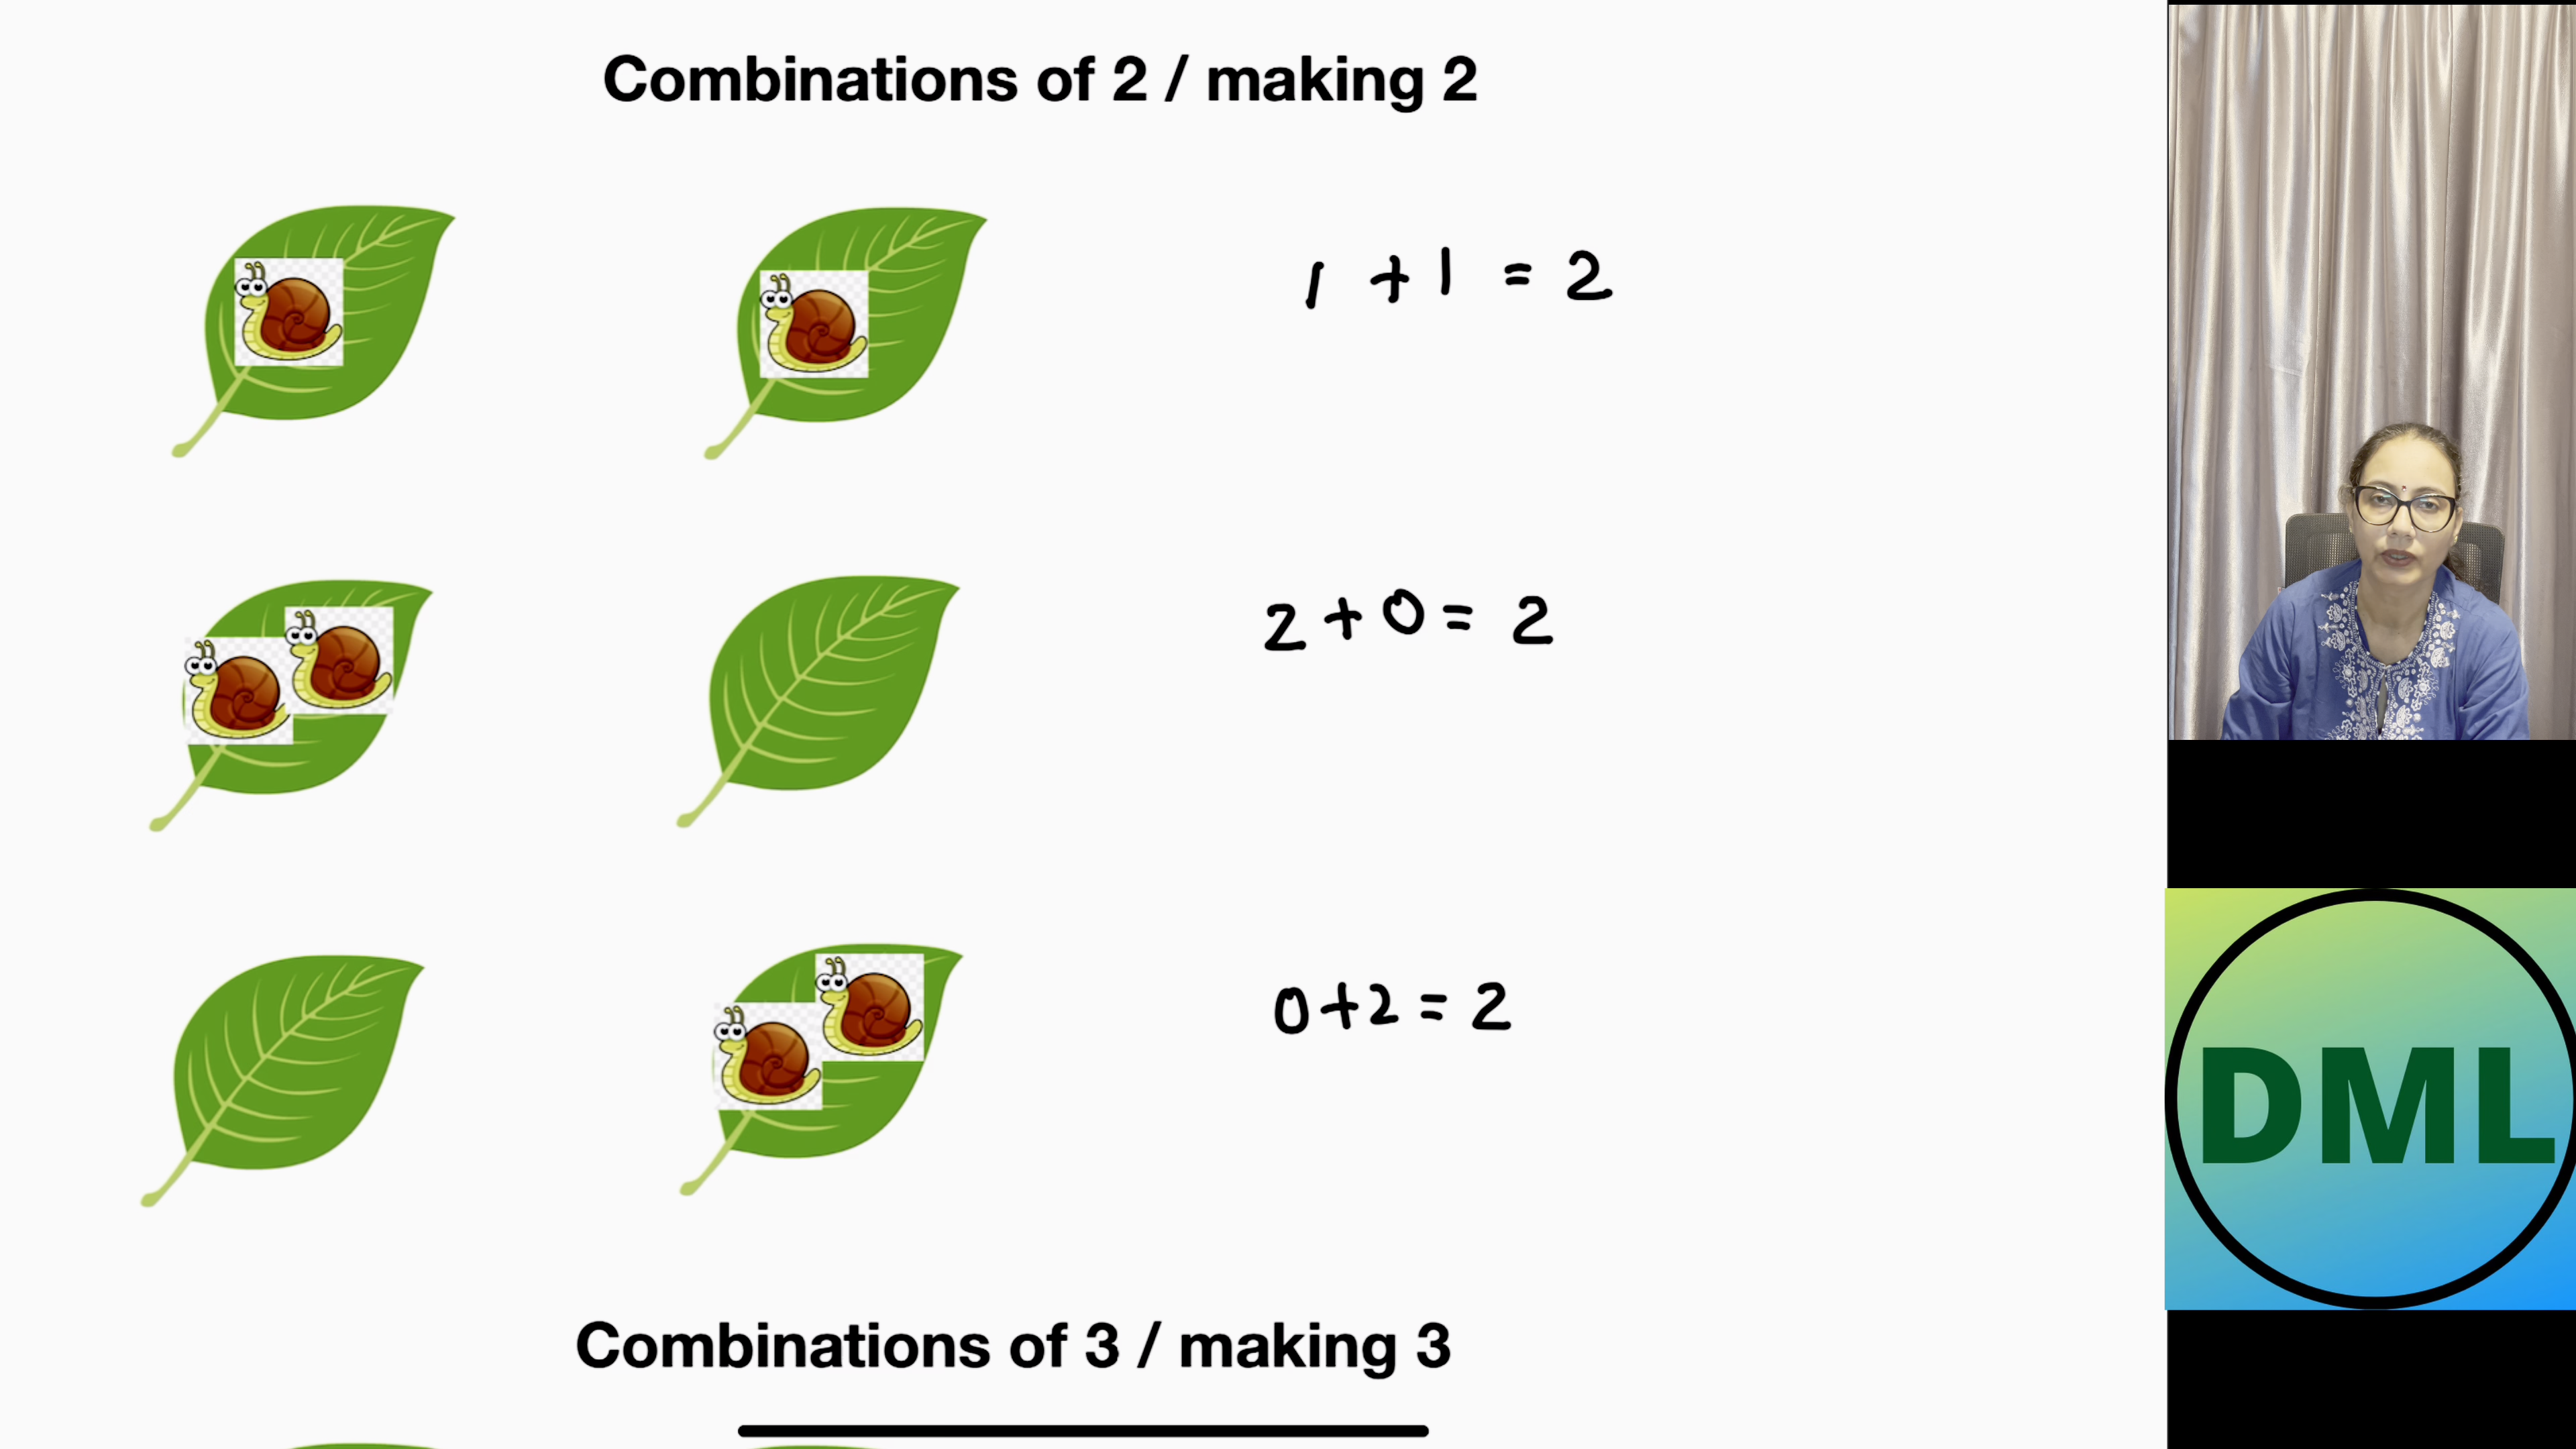 Combinations of 2 / making 2
1 + 1 = 2
2 + 0 = 2
0 + 2 = 2
Combinations of 3 / making 3
DML